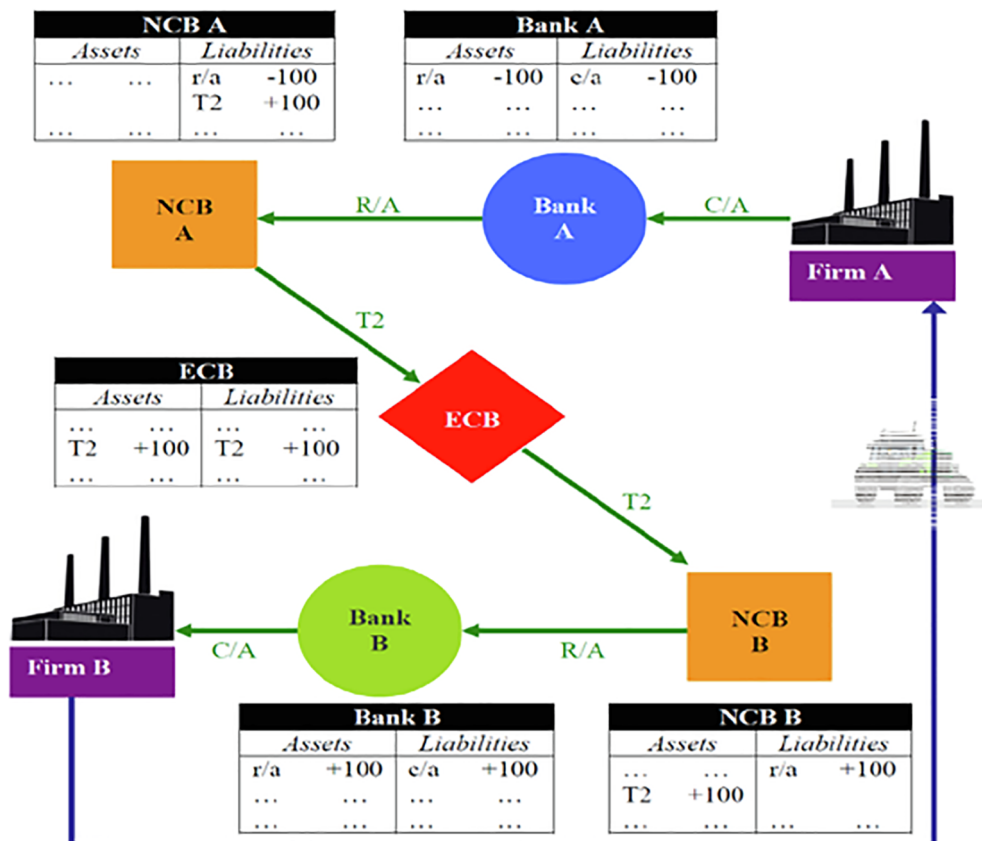 NCB A
Assets Liabilities
... ... r/a -100
T2 +100
... ... ... ...
Bank A
Assets Liabilities
r/a -100 c/a -100
... ... ... ...
... ... ... ...
NCB
A
R/A
Bank
A
C/A
Firm A
T2
ECB
Assets Liabilities
... ... ... ...
T2 +100 T2 +100
... ... ... ...
ECB
T2
Firm B
C/A
Bank
B
R/A
NCB
B
Bank B
Assets Liabilities
r/a +100 c/a +100
... ... ... ...
... ... ... ...
NCB B
Assets Liabilities
... ... r/a +100
T2 +100
... ... ... ...